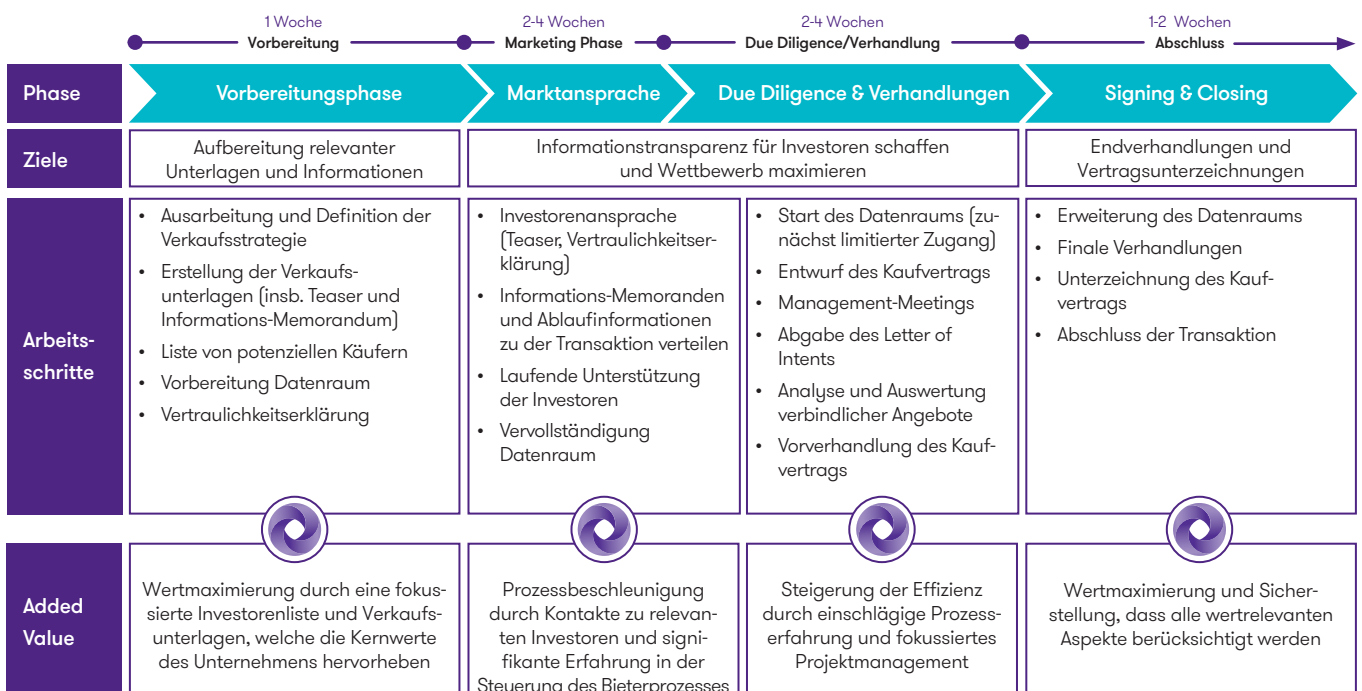 1 Woche
Vorbereitung
2-4 Wochen
Marketing Phase
2-4 Wochen
Due Diligence/Verhandlung
1-2 Wochen
Abschluss
Phase
Vorbereitungsphase
Marktansprache
Due Diligence & Verhandlungen
Signing & Closing
Ziele
Aufbereitung relevanter
Unterlagen und Informationen
Informationstransparenz für Investoren schaffen
und Wettbewerb maximieren
Endverhandlungen und
Vertragsunterzeichnungen
Arbeits-
schritte
• Ausarbeitung und Definition der
Verkaufsstrategie
• Erstellung der Verkaufs-
unterlagen (insb. Teaser und
Informations-Memorandum)
• Liste von potenziellen Käufern
• Vorbereitung Datenraum
• Vertraulichkeitserklärung
• Investorenansprache
(Teaser, Vertraulichkeitser-
klärung)
• Informations-Memoranden
und Ablaufinformationen
zu der Transaktion verteilen
• Laufende Unterstützung
der Investoren
• Vervollständigung
Datenraum
• Start des Datenraums (zu-
nächst limitierter Zugang)
• Entwurf des Kaufvertrags
• Management-Meetings
• Abgabe des Letter of
Intents
• Analyse und Auswertung
verbindlicher Angebote
• Vorverhandlung des Kauf-
vertrags
• Erweiterung des Datenraums
• Finale Verhandlungen
• Unterzeichnung des Kauf-
vertrags
• Abschluss der Transaktion
Added
Value
Wertmaximierung durch eine fokus-
sierte Investorenliste und Verkaufs-
unterlagen, welche die Kernwerte
des Unternehmens hervorheben
Prozessbeschleunigung
durch Kontakte zu relevan-
ten Investoren und signi-
fikante Erfahrung in der
Steuerung des Bieterprozesses
Steigerung der Effizienz
durch einschlägige Prozess-
erfahrung und fokussiertes
Projektmanagement
Wertmaximierung und Sicher-
stellung, dass alle wertrelevanten
Aspekte berücksichtigt werden